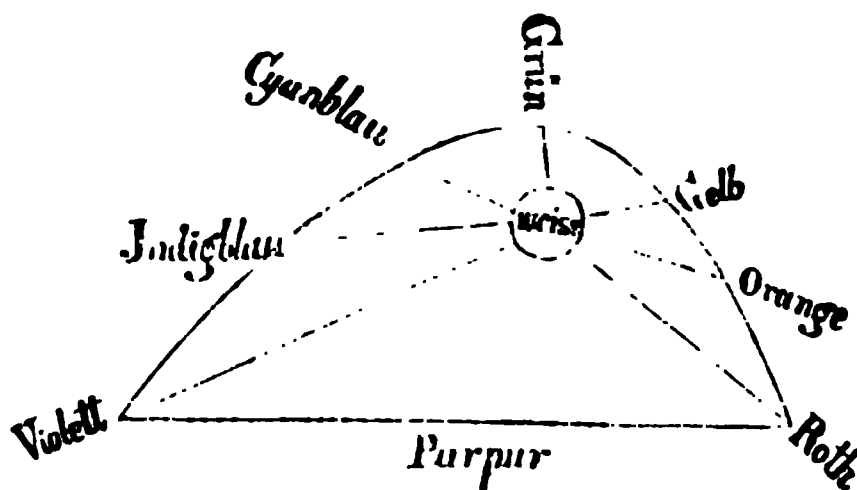 Grün
Cyanblau
Gelb
weiss
Indigblau
Orange
Violett
Roth
Purpur